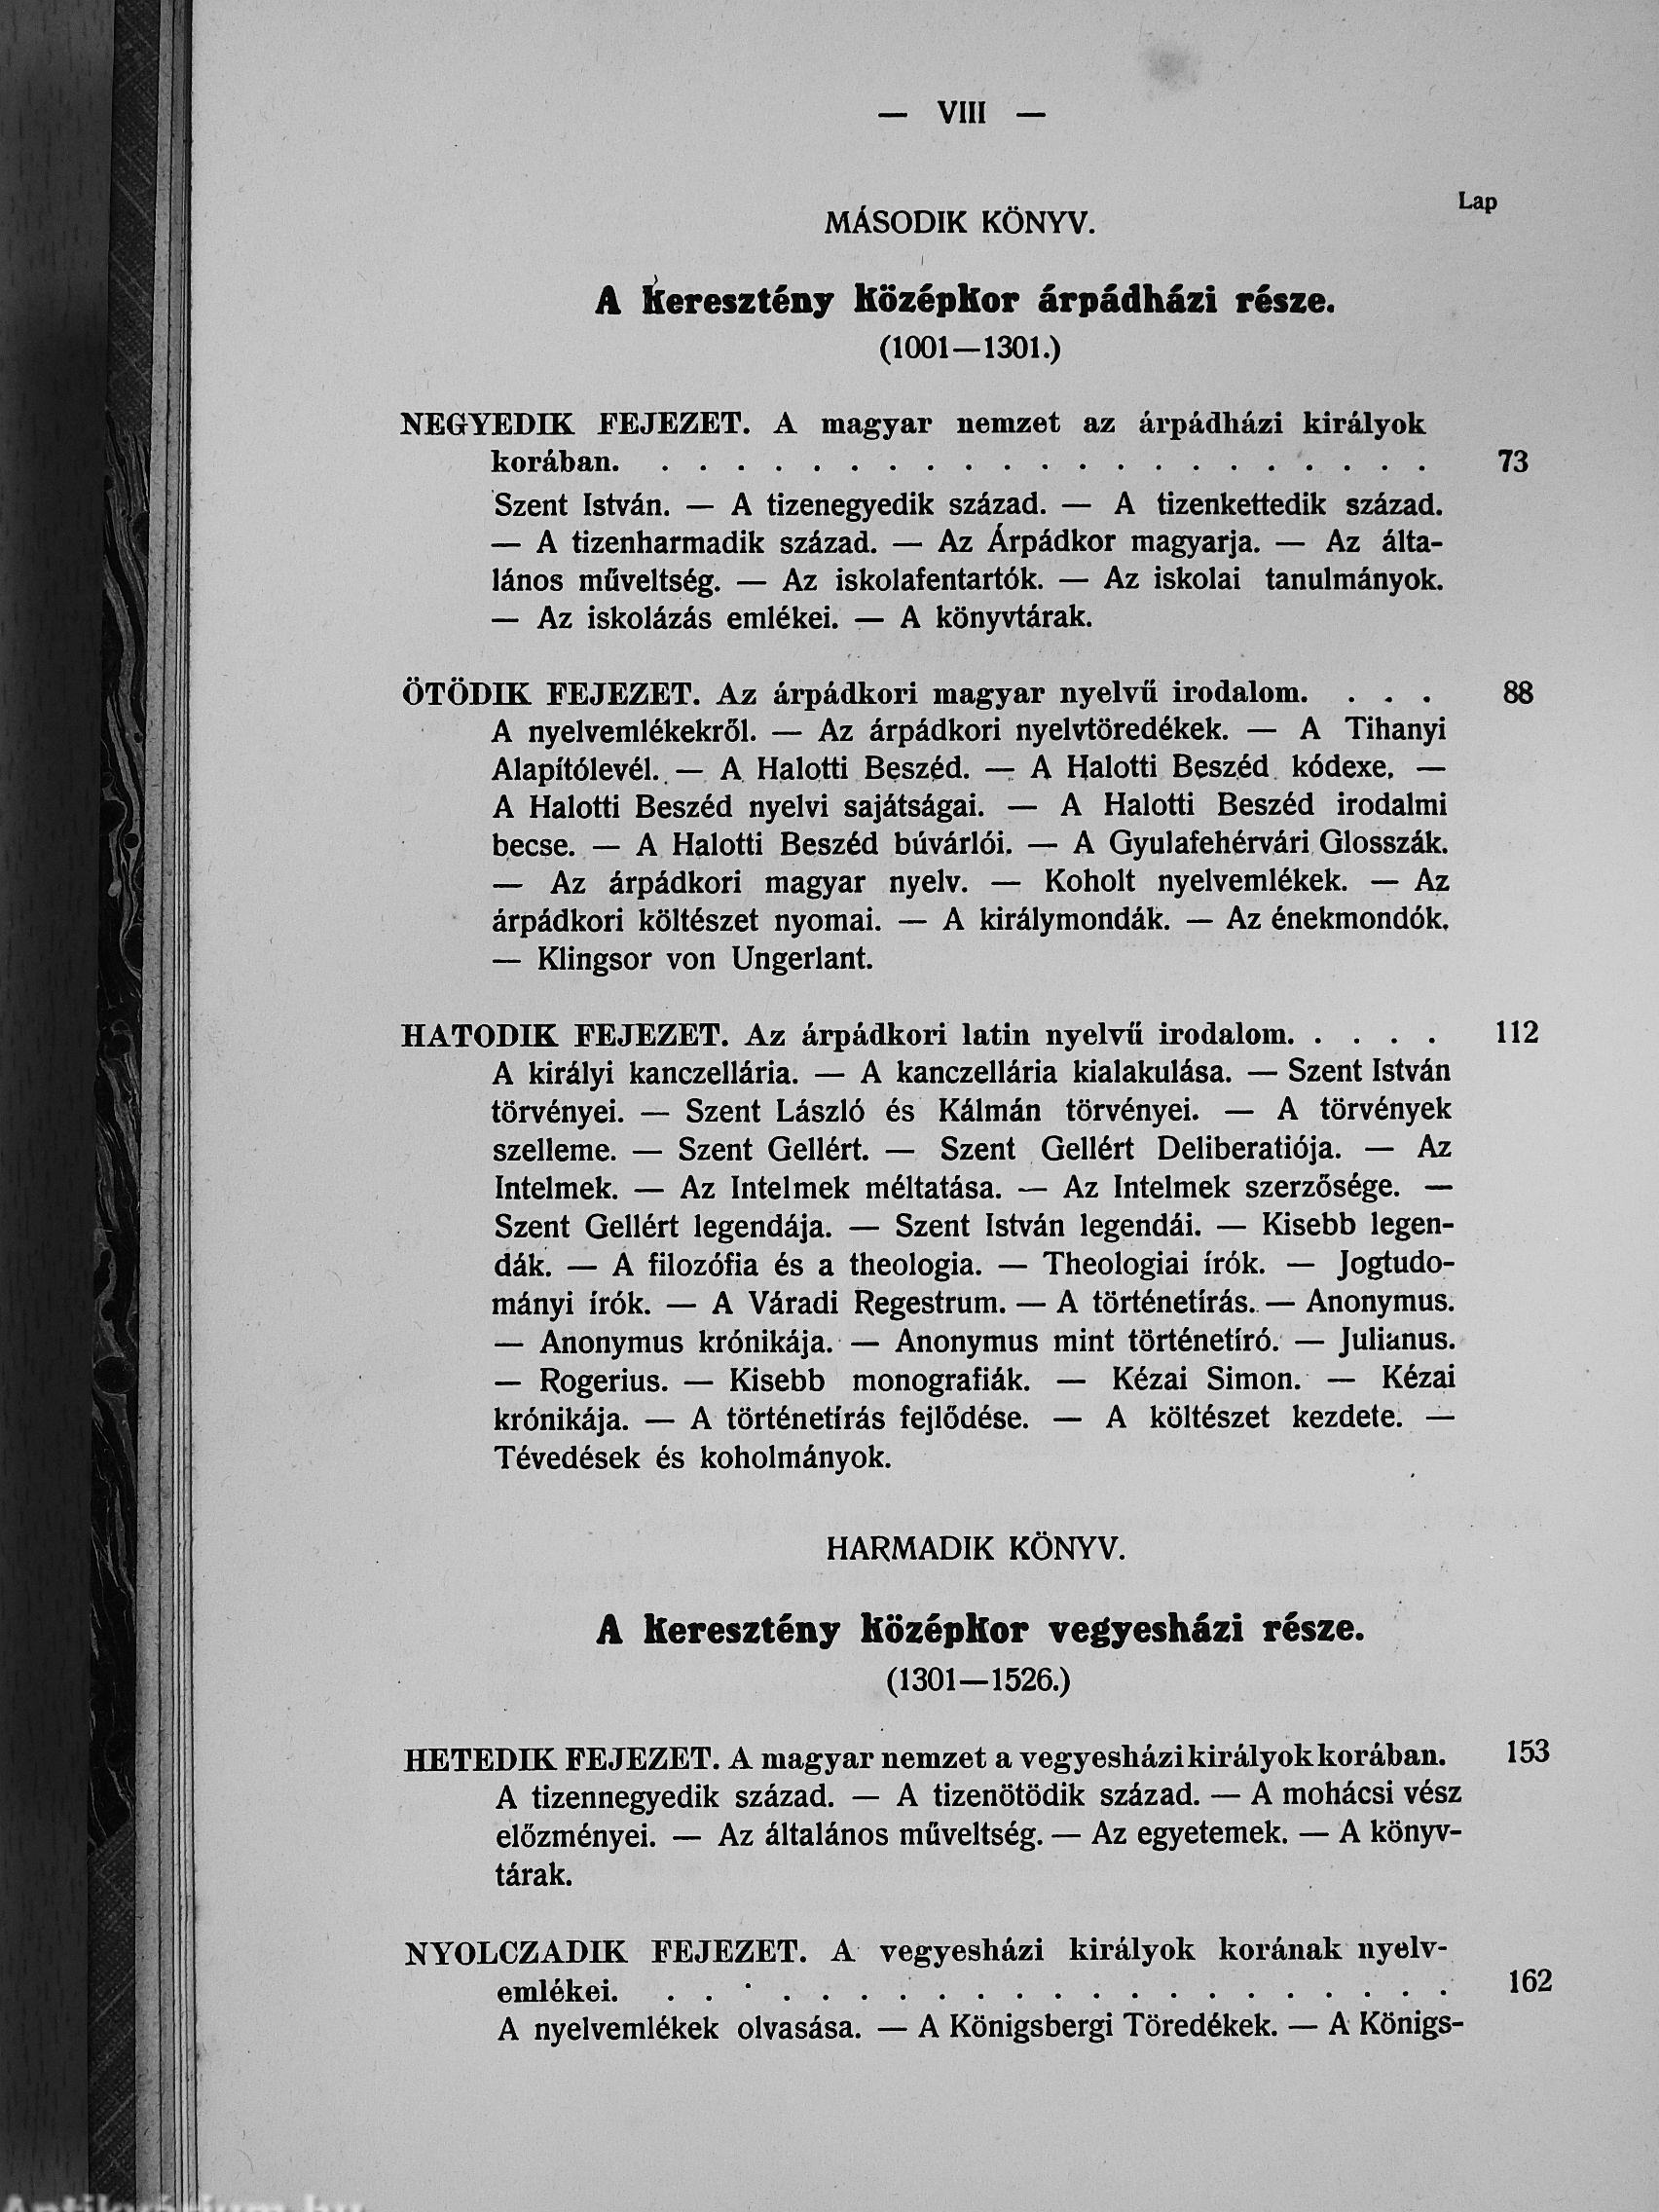 — VIII —
Lap
MÁSODIK KÖNYV.
A keresztény középkor árpádházi része.
(1001—1301.)
NEGYEDIK FEJEZET. A magyar nemzet az árpádházi királyok
korában. . . . . . . . . . . . . . . . . . . . . . 73
Szent István. — A tizenegyedik század. — A tizenkettedik század.
— A tizenharmadik század. — Az Árpádkor magyarja. — Az álta-
lános műveltség. — Az iskolafentartók. — Az iskolai tanulmányok.
— Az iskolázás emlékei. — A könyvtárak.
ÖTÖDIK FEJEZET. Az árpádkori magyar nyelvű irodalom. . . . 88
A nyelvemlékekről. — Az árpádkori nyelvtöredékek. — A Tihanyi
Alapítólevél. — A Halotti Beszéd. — A Halotti Beszéd kódexe. —
A Halotti Beszéd nyelvi sajátságai. — A Halotti Beszéd irodalmi
becse. — A Halotti Beszéd búvárlói. — A Gyulafehérvári Glosszák.
— Az árpádkori magyar nyelv. — Koholt nyelvemlékek. — Az
árpádkori költészet nyomai. — A királymondák. — Az énekmondók.
— Klingsor von Ungerlant.
HATODIK FEJEZET. Az árpádkori latin nyelvű irodalom. . . . . 112
A királyi kanczellária. — A kanczellária kialakulása. — Szent István
törvényei. — Szent László és Kálmán törvényei. — A törvények
szelleme. — Szent Gellért. — Szent Gellért Deliberatiója. — Az
Intelmek. — Az Intelmek méltatása. — Az Intelmek szerzősége. —
Szent Gellért legendája. — Szent István legendái. — Kisebb legen-
dák. — A filozófia és a theologia. — Theologiai írók. — Jogtudo-
mányi írók. — A Váradi Regestrum. — A történetírás. — Anonymus.
— Anonymus krónikája. — Anonymus mint történetíró. — Julianus.
— Rogerius. — Kisebb monografiák. — Kézai Simon. — Kézai
krónikája. — A történetírás fejlődése. — A költészet kezdete. —
Tévedések és koholmányok.
HARMADIK KÖNYV.
A keresztény középkor vegyesházi része.
(1301—1526.)
HETEDIK FEJEZET. A magyar nemzet a vegyesházi királyok korában. 153
A tizennegyedik század. — A tizenötödik század. — A mohácsi vész
előzményei. — Az általános műveltség. — Az egyetemek. — A könyv-
tárak.
NYOLCZADIK FEJEZET. A vegyesházi királyok korának nyelv-
emlékei. . . . . . . . . . . . . . . . . . . . . . 162
A nyelvemlékek olvasása. — A Königsbergi Töredékek. — A Königs-